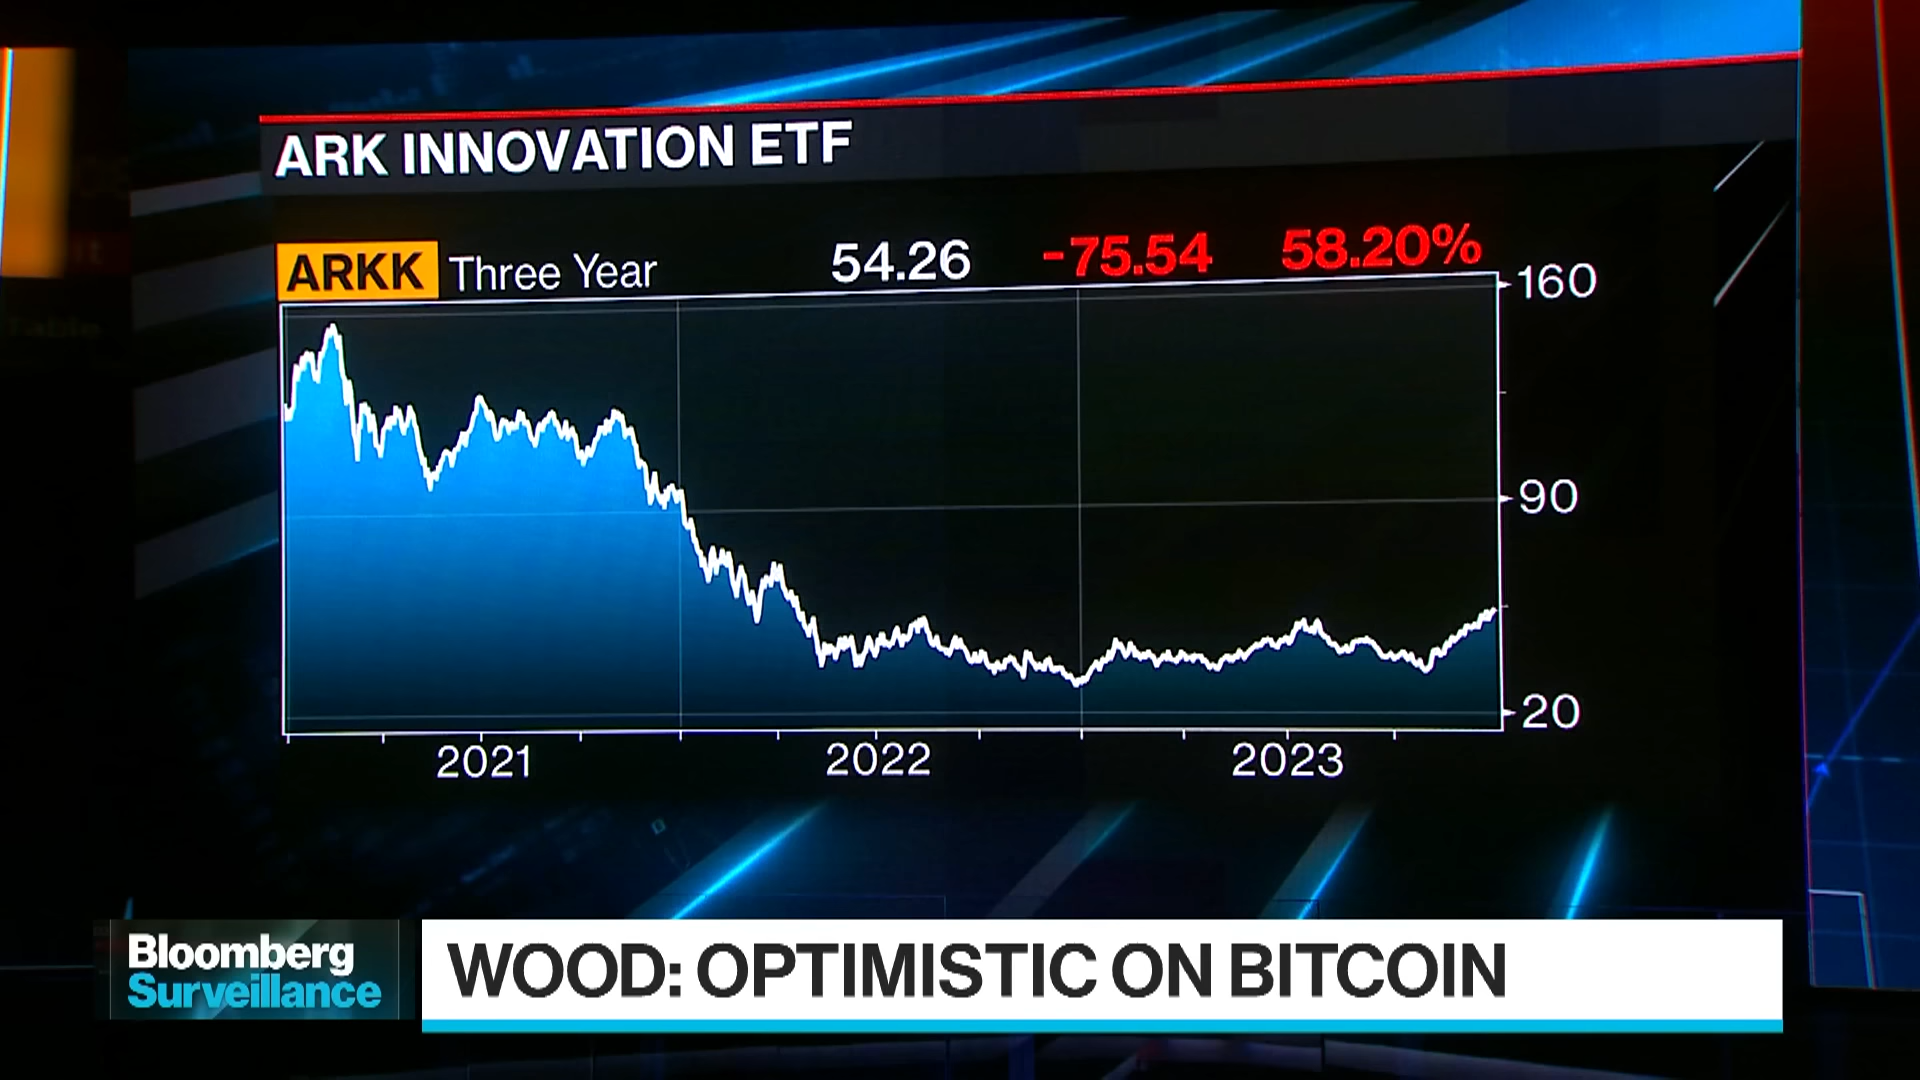 ARK INNOVATION ETF
ARKK Three Year 54.26 -75.54 58.20%
160
90
20
2021 2022 2023
Bloomberg
Surveillance
WOOD: OPTIMISTIC ON BITCOIN